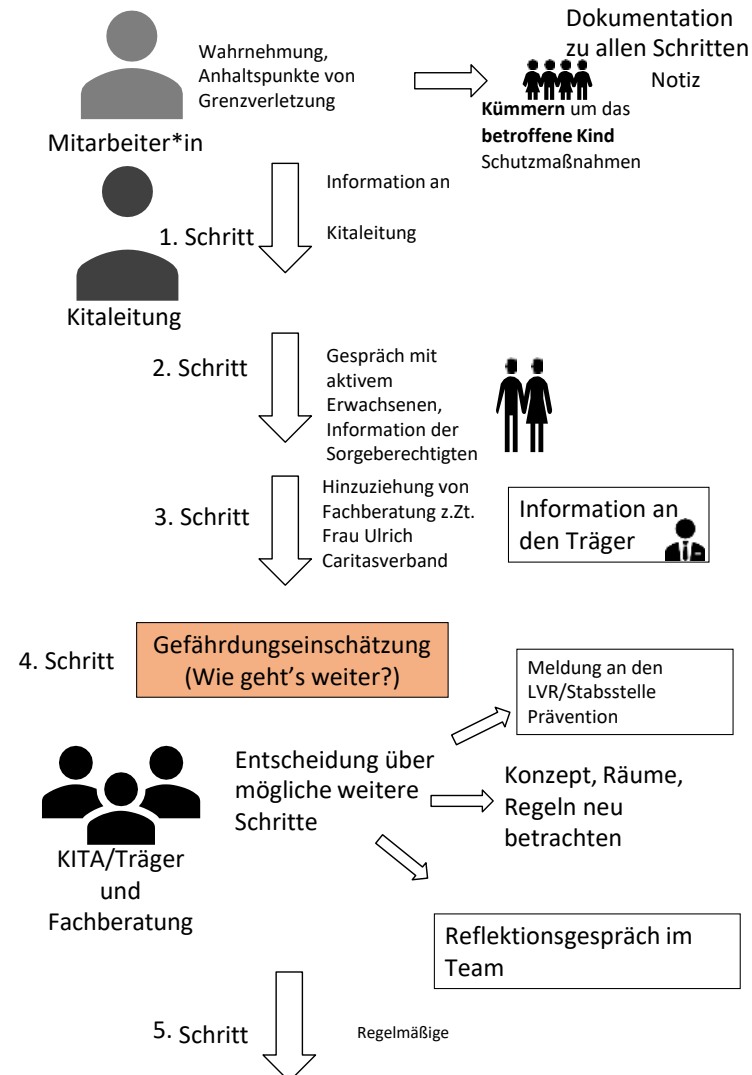 Dokumentation
zu allen Schritten
Notiz
Wahrnehmung,
Anhaltspunkte von
Grenzverletzung
Kümmern um das
betroffene Kind
Schutzmaßnahmen
Mitarbeiter*in
Information an
Kitaleitung
1. Schritt
Kitaleitung
2. Schritt
Gespräch mit
aktivem
Erwachsenen,
Information der
Sorgeberechtigten
3. Schritt
Hinzuziehung von
Fachberatung z.Zt.
Frau Ulrich
Caritasverband
Information an
den Träger
4. Schritt
Gefährdungseinschätzung
(Wie geht's weiter?)
Meldung an den
LVR/Stabsstelle
Prävention
Entscheidung über
mögliche weitere
Schritte
Konzept, Räume,
Regeln neu
betrachten
KITA/Träger
und
Fachberatung
Reflektionsgespräch im
Team
5. Schritt
Regelmäßige